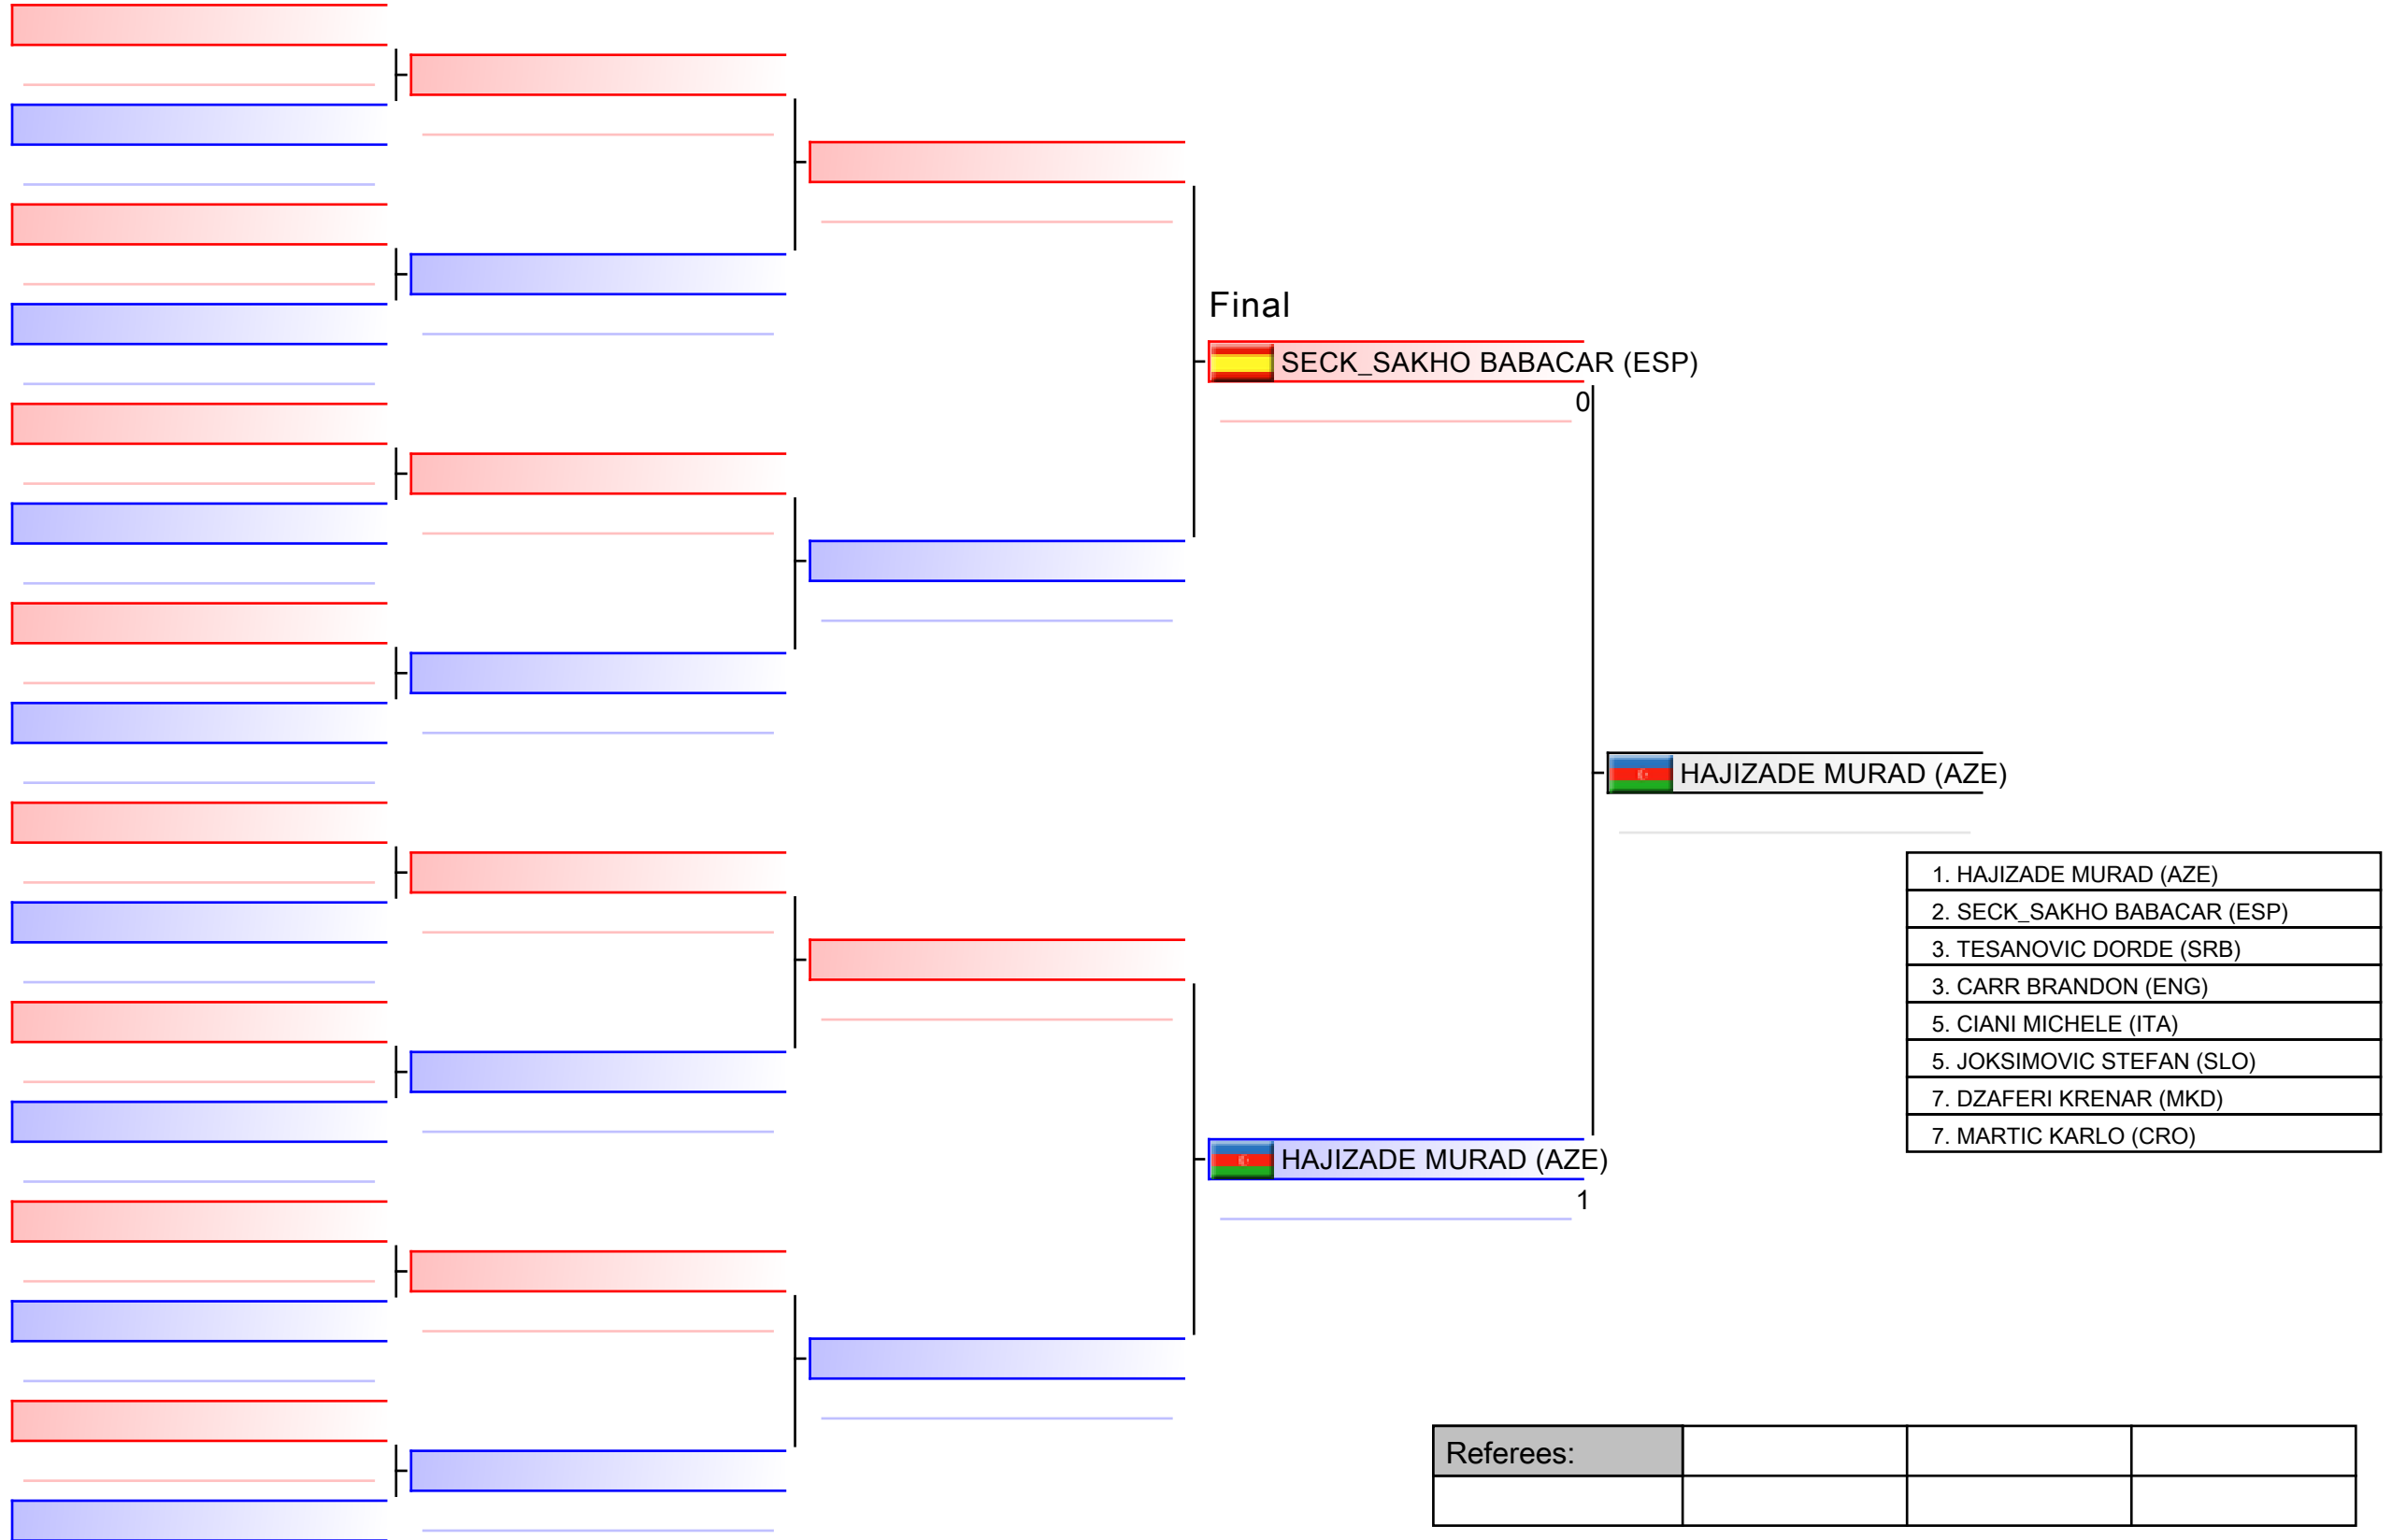 Final
SECK_SAKHO BABACAR (ESP)
0
HAJIZADE MURAD (AZE)
1. HAJIZADE MURAD (AZE)
2. SECK_SAKHO BABACAR (ESP)
3. TESANOVIC DORDE (SRB)
3. CARR BRANDON (ENG)
5. CIANI MICHELE (ITA)
5. JOKSIMOVIC STEFAN (SLO)
7. DZAFERI KRENAR (MKD)
7. MARTIC KARLO (CRO)
HAJIZADE MURAD (AZE)
1
Referees: